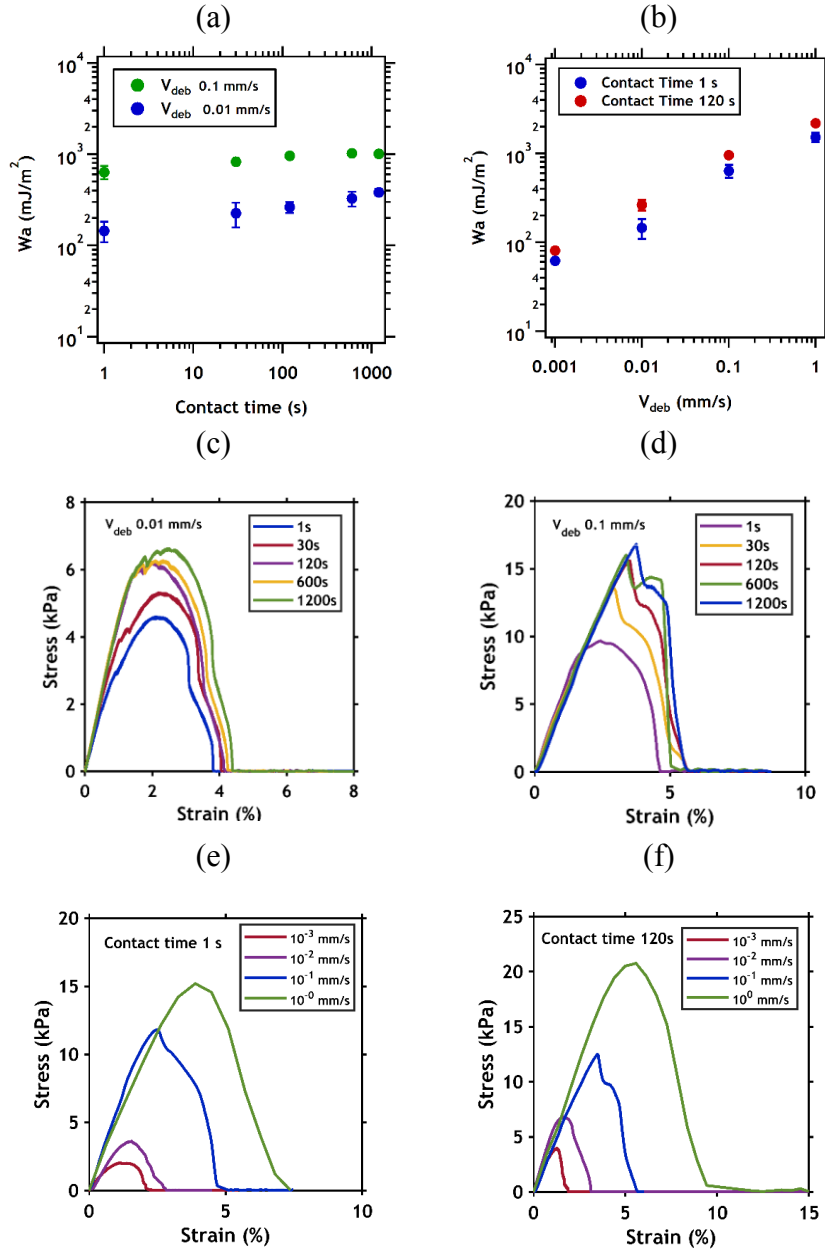 (a)
(b)
10⁴
4
2
10³
4
2
10²
4
2
10¹
Wa (mJ/m²)
V_deb 0.1 mm/s
V_deb 0.01 mm/s
1
10
100
1000
Contact time (s)
10⁴
4
2
10³
4
2
10²
4
2
10¹
Wa (mJ/m²)
Contact Time 1 s
Contact Time 120 s
0.001
0.01
0.1
1
V_deb (mm/s)
(c)
(d)
8
6
4
2
0
Stress (kPa)
V_deb 0.01 mm/s
1s
30s
120s
600s
1200s
0
2
4
6
8
Strain (%)
20
15
10
5
0
Stress (kPa)
V_deb 0.1 mm/s
1s
30s
120s
600s
1200s
0
5
10
Strain (%)
(e)
(f)
20
15
10
5
0
Stress (kPa)
Contact time 1 s
10⁻³ mm/s
10⁻² mm/s
10⁻¹ mm/s
10⁻⁰ mm/s
0
5
10
Strain (%)
25
20
15
10
5
0
Stress (kPa)
Contact time 120s
10⁻³ mm/s
10⁻² mm/s
10⁻¹ mm/s
10⁰ mm/s
0
5
10
15
Strain (%)